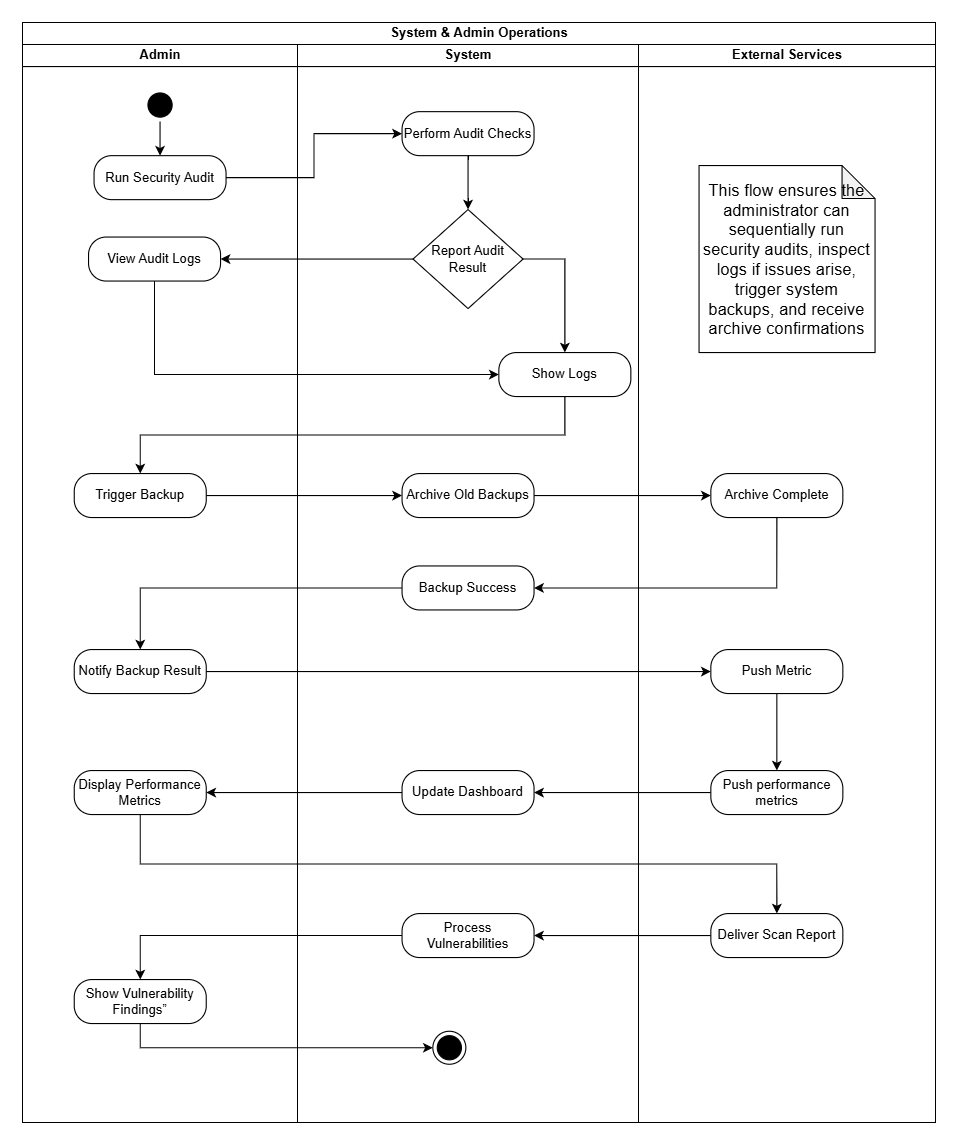 System & Admin Operations
Admin
System
External Services
Perform Audit Checks
Run Security Audit
This flow ensures the
administrator can
sequentially run
security audits, inspect
logs if issues arise,
trigger system
backups, and receive
archive confirmations
View Audit Logs
Report Audit
Result
Show Logs
Trigger Backup
Archive Old Backups
Archive Complete
Backup Success
Notify Backup Result
Push Metric
Display Performance
Metrics
Update Dashboard
Push performance
metrics
Process
Vulnerabilities
Deliver Scan Report
Show Vulnerability
Findings”